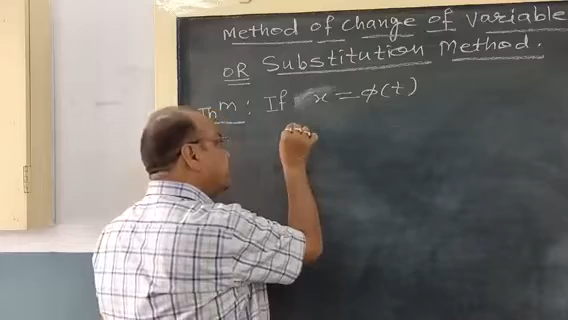 Method of Change of Variable
OR Substitution Method.
Thm : If x = ϕ(t)